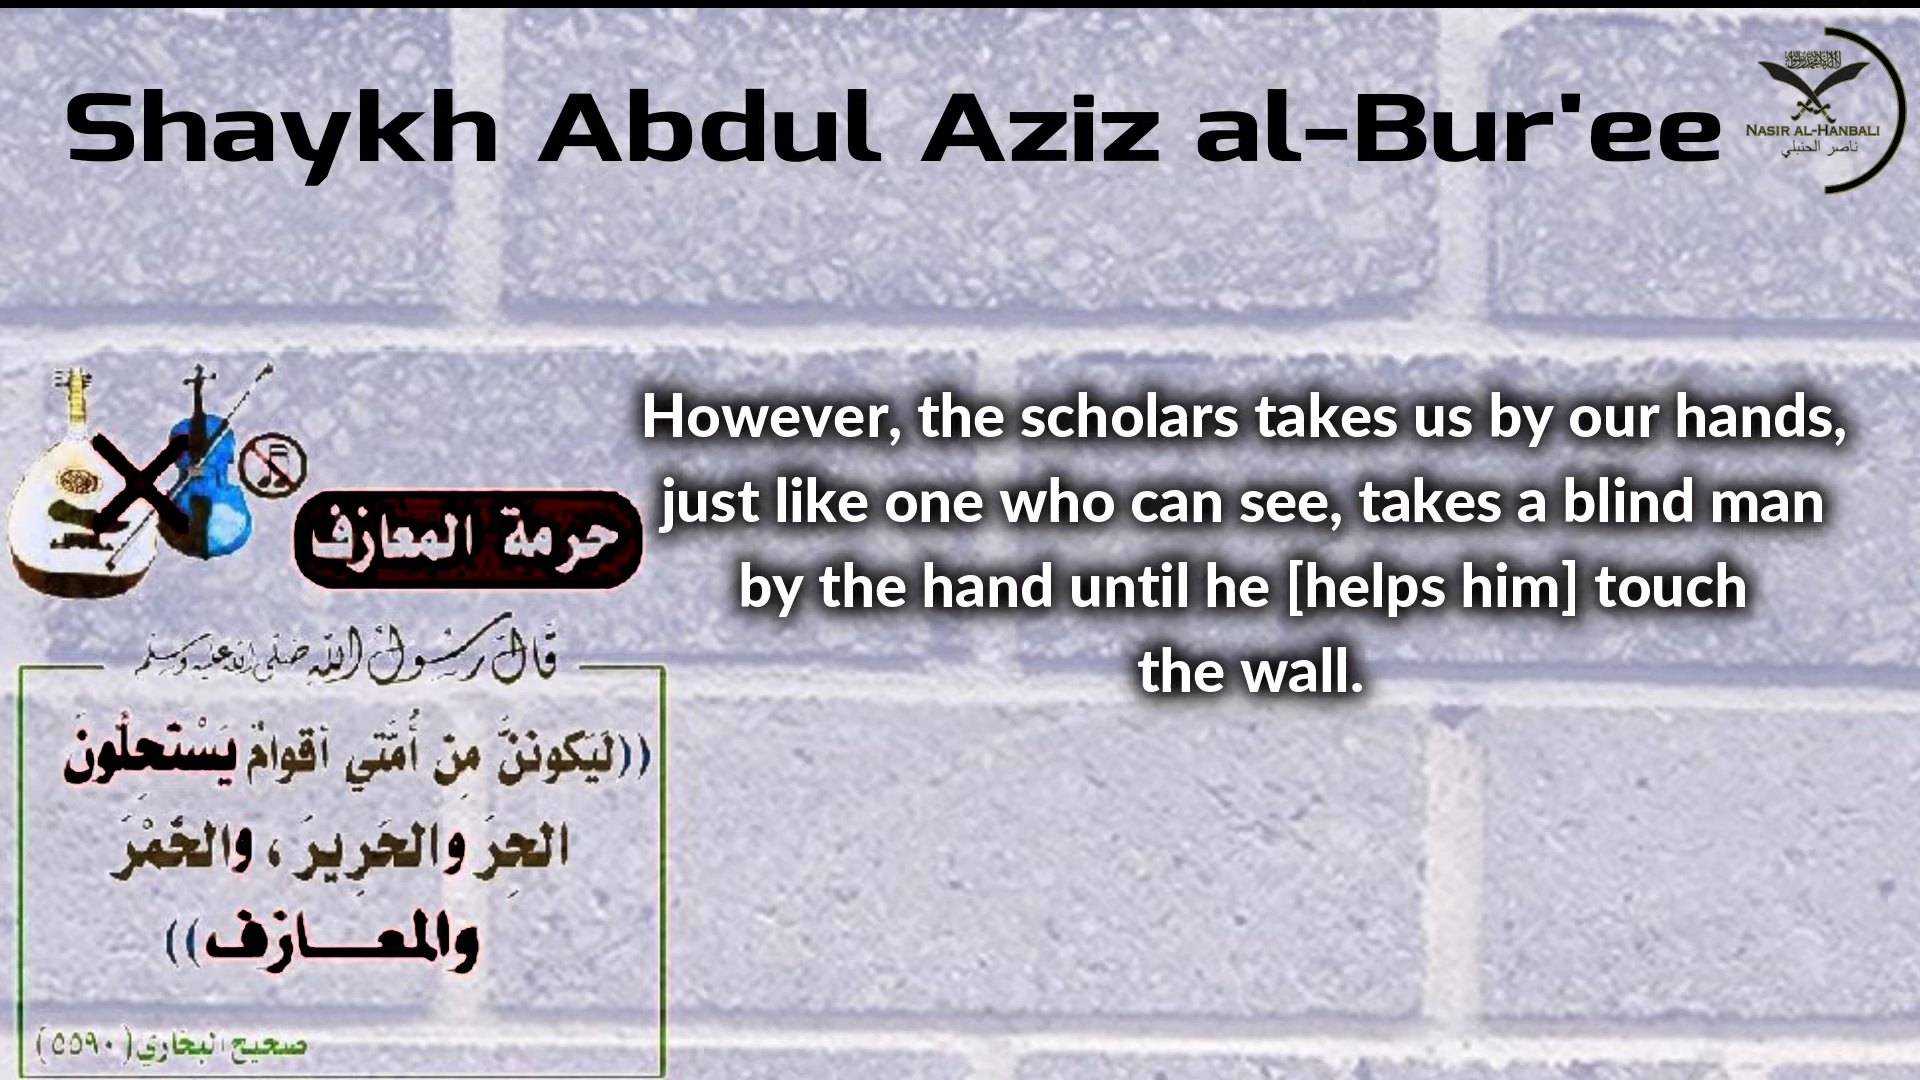 Shaykh Abdul Aziz al-Bur'ee
NASIR AL-HANBALI
ناصر الحنبلي
However, the scholars takes us by our hands,
just like one who can see, takes a blind man
by the hand until he [helps him] touch
the wall.
حرمة المعازف
قال رسول الله صلى الله عليه وسلم
((لَيَكونَنَّ مِن أُمَّتي أقوامٌ يَسْتحِلُّونَ
الحِرَ والحَرِيرَ ، والخَمْرَ
والمعـــازف))
صحيح البخاري (٥٥٩٠)